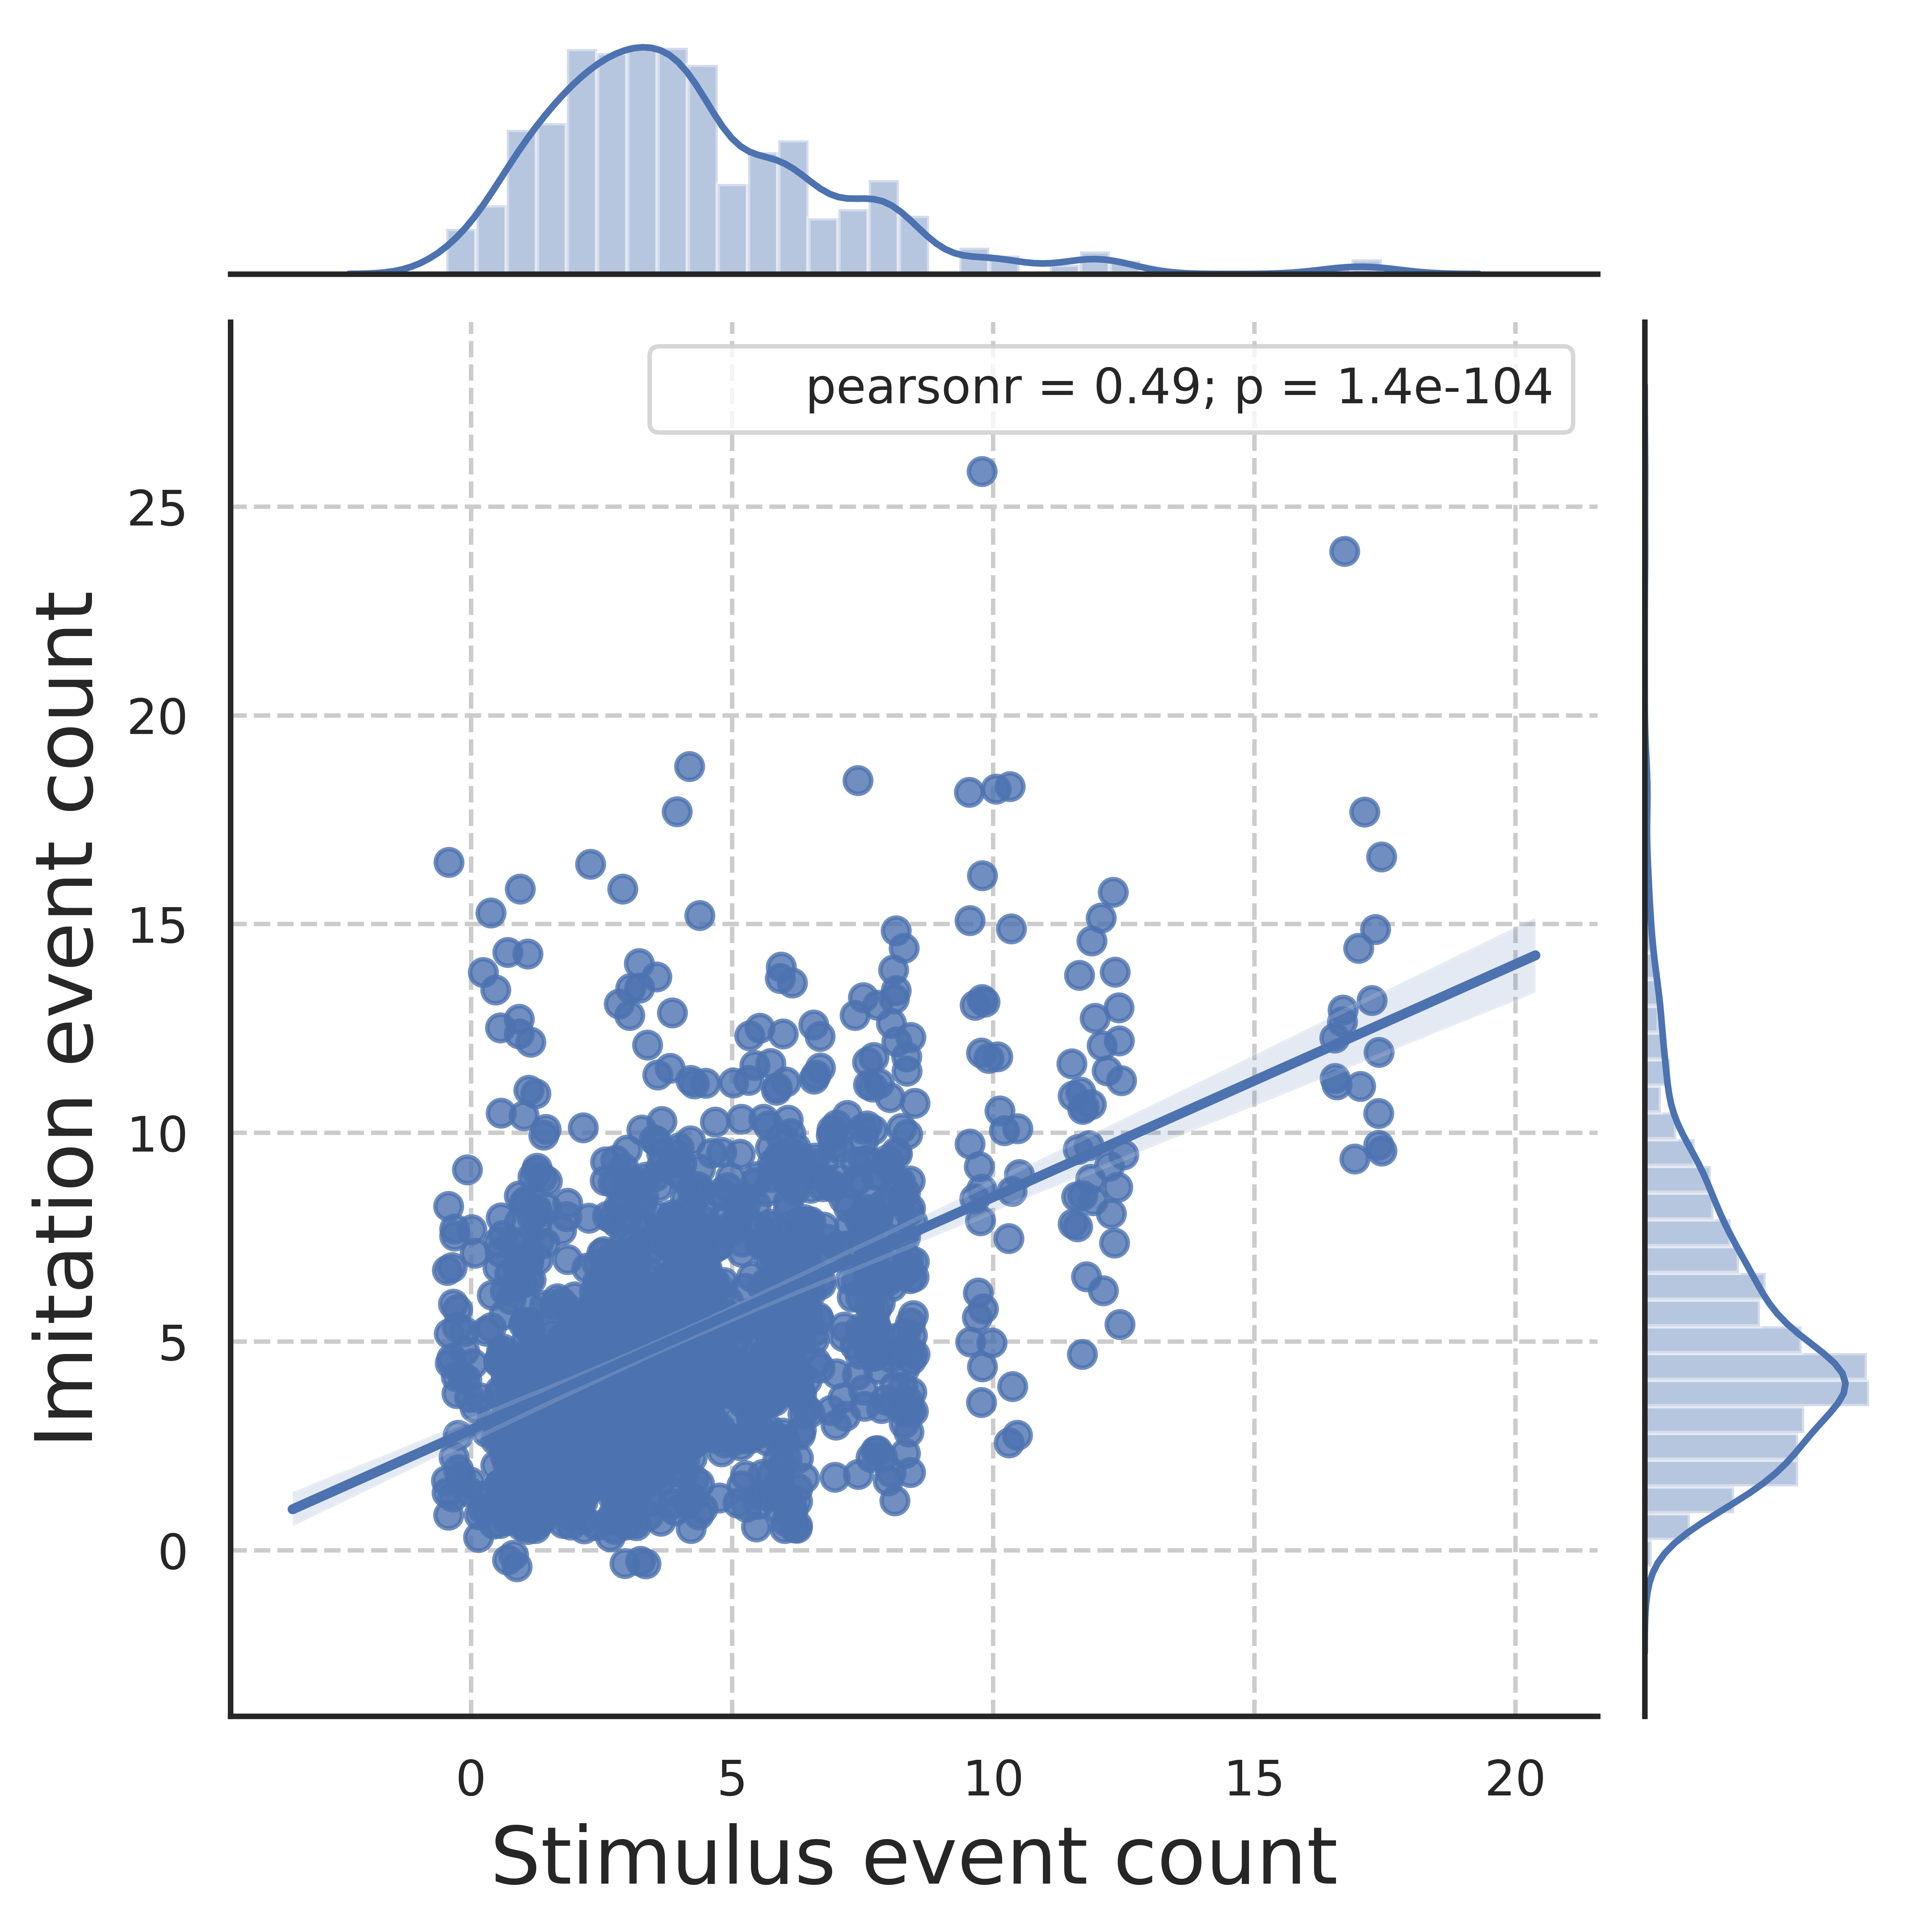 pearsonr = 0.49; p = 1.4e-104
Imitation event count
25
20
15
10
5
0
0 5 10 15 20
Stimulus event count